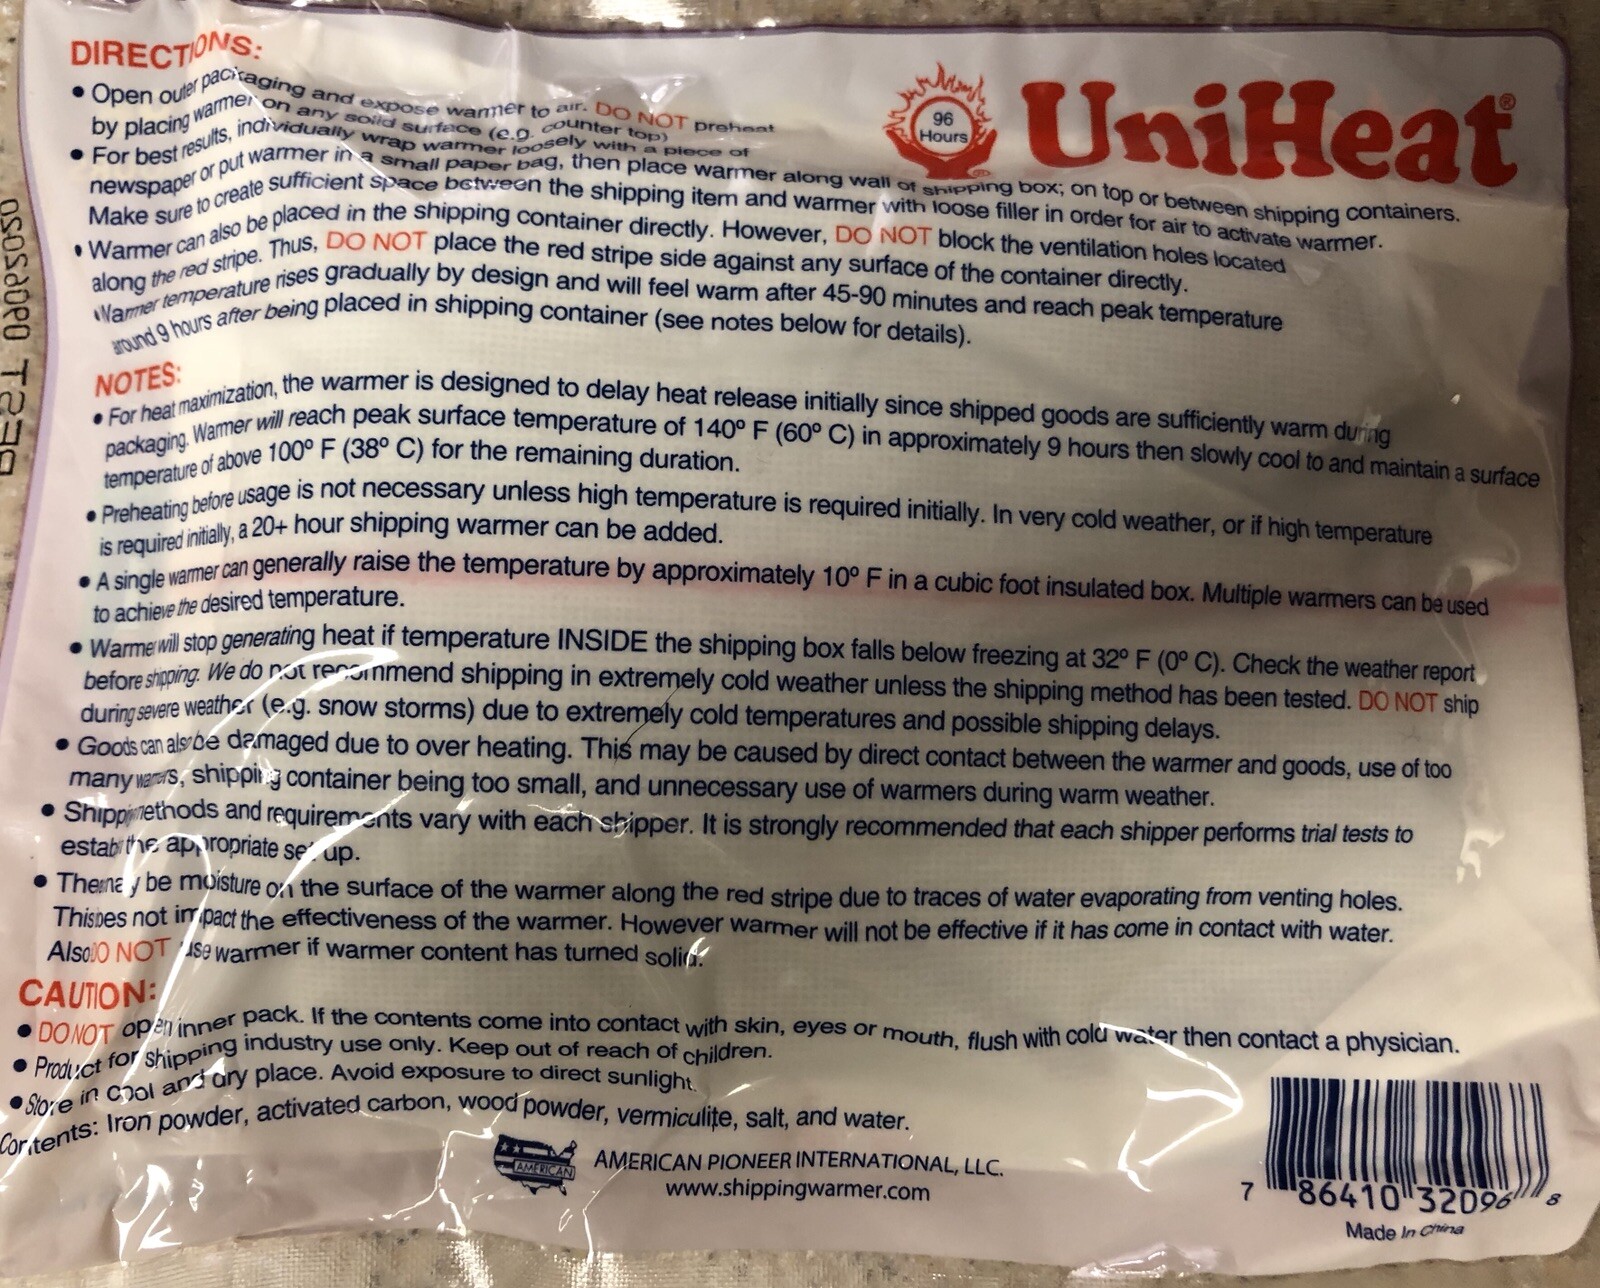 DIRECTIONS:
• Open outer packaging and expose warmer to air. DO NOT preheat
by placing warmer on any solid surface (e.g. counter top)
• For best results, individually wrap warmer loosely with a piece of
newspaper or put warmer in a small paper bag, then place warmer along wall of shipping box; on top or between shipping containers.
Make sure to create sufficient space between the shipping item and warmer with loose filler in order for air to activate warmer.
• Warmer can also be placed in the shipping container directly. However, DO NOT block the ventilation holes located
along the red stripe. Thus, DO NOT place the red stripe side against any surface of the container directly.
• Warmer temperature rises gradually by design and will feel warm after 45-90 minutes and reach peak temperature
around 9 hours after being placed in shipping container (see notes below for details).
96
Hours
UniHeat®
NOTES:
• For heat maximization, the warmer is designed to delay heat release initially since shipped goods are sufficiently warm during
packaging. Warmer will reach peak surface temperature of 140º F (60º C) in approximately 9 hours then slowly cool to and maintain a surface
temperature of above 100º F (38º C) for the remaining duration.
• Preheating before usage is not necessary unless high temperature is required initially. In very cold weather, or if high temperature
is required initially, a 20+ hour shipping warmer can be added.
• A single warmer can generally raise the temperature by approximately 10º F in a cubic foot insulated box. Multiple warmers can be used
to achieve the desired temperature.
• Warmer will stop generating heat if temperature INSIDE the shipping box falls below freezing at 32º F (0º C). Check the weather report
before shipping. We do not recommend shipping in extremely cold weather unless the shipping method has been tested. DO NOT ship
during severe weather (e.g. snow storms) due to extremely cold temperatures and possible shipping delays.
• Goods can also be damaged due to over heating. This may be caused by direct contact between the warmer and goods, use of too
many warmers, shipping container being too small, and unnecessary use of warmers during warm weather.
• Shipping methods and requirements vary with each shipper. It is strongly recommended that each shipper performs trial tests to
establish the appropriate set up.
• There may be moisture on the surface of the warmer along the red stripe due to traces of water evaporating from venting holes.
This does not impact the effectiveness of the warmer. However warmer will not be effective if it has come in contact with water.
Also DO NOT use warmer if warmer content has turned solid.
CAUTION:
• DO NOT open inner pack. If the contents come into contact with skin, eyes or mouth, flush with cold water then contact a physician.
• Product for shipping industry use only. Keep out of reach of children.
• Store in cool and dry place. Avoid exposure to direct sunlight.
Contents: Iron powder, activated carbon, wood powder, vermiculite, salt, and water.
AMERICAN
AMERICAN PIONEER INTERNATIONAL, LLC.
www.shippingwarmer.com
7 86410 32096 8
Made In China